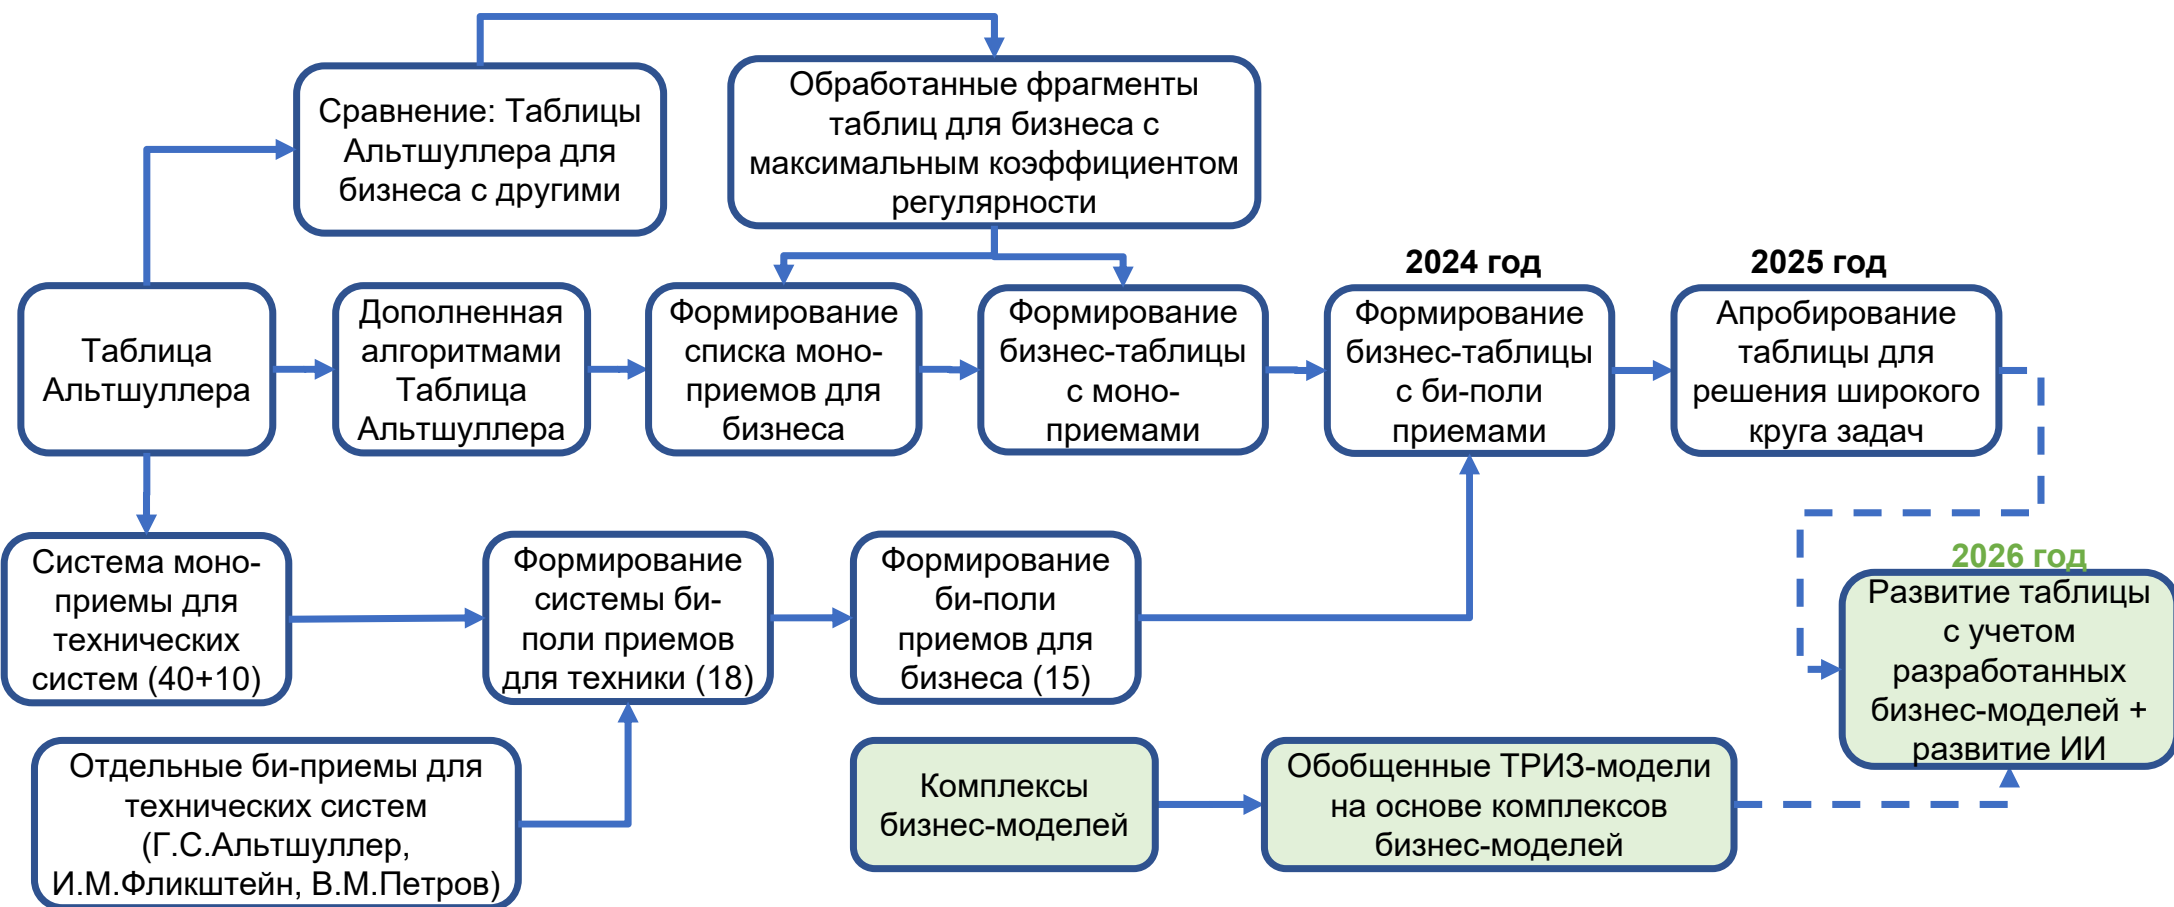 Сравнение: Таблицы
Альтшуллера для
бизнеса с другими
Обработанные фрагменты
таблиц для бизнеса с
максимальным коэффициентом
регулярности
2024 год
2025 год
Таблица
Альтшуллера
Дополненная
алгоритмами
Таблица
Альтшуллера
Формирование
списка моно-
приемов для
бизнеса
Формирование
бизнес-таблицы
с моно-
приемами
Формирование
бизнес-таблицы
с би-поли
приемами
Апробирование
таблицы для
решения широкого
круга задач
Система моно-
приемы для
технических
систем (40+10)
Формирование
системы би-
поли приемов
для техники (18)
Формирование
би-поли
приемов для
бизнеса (15)
2026 год
Развитие таблицы
с учетом
разработанных
бизнес-моделей +
развитие ИИ
Отдельные би-приемы для
технических систем
(Г.С.Альтшуллер,
И.М.Фликштейн, В.М.Петров)
Комплексы
бизнес-моделей
Обобщенные ТРИЗ-модели
на основе комплексов
бизнес-моделей